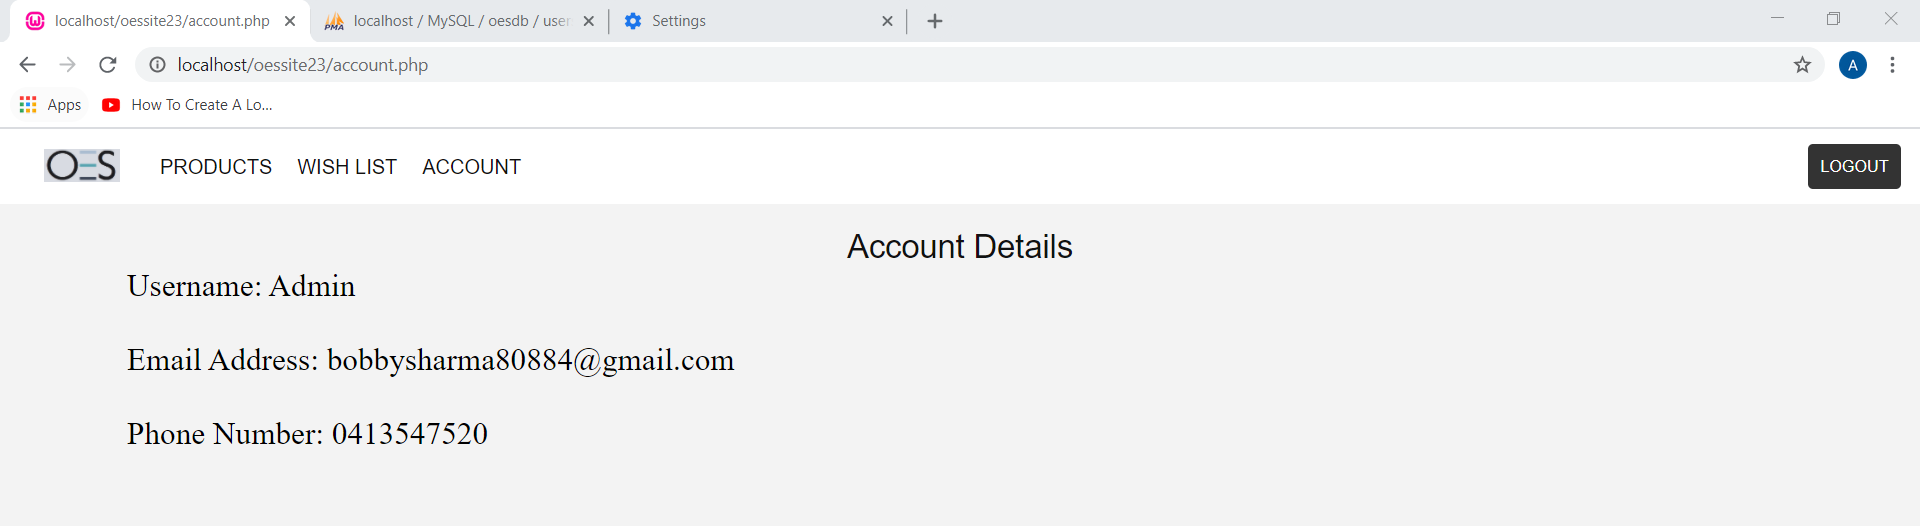 localhost/oessite23/account.php
localhost / MySQL / oesdb / user
Settings
localhost/oessite23/account.php
A
Apps
How To Create A Lo...
OES
PRODUCTS
WISH LIST
ACCOUNT
LOGOUT
Account Details
Username: Admin
Email Address: bobbysharma80884@gmail.com
Phone Number: 0413547520